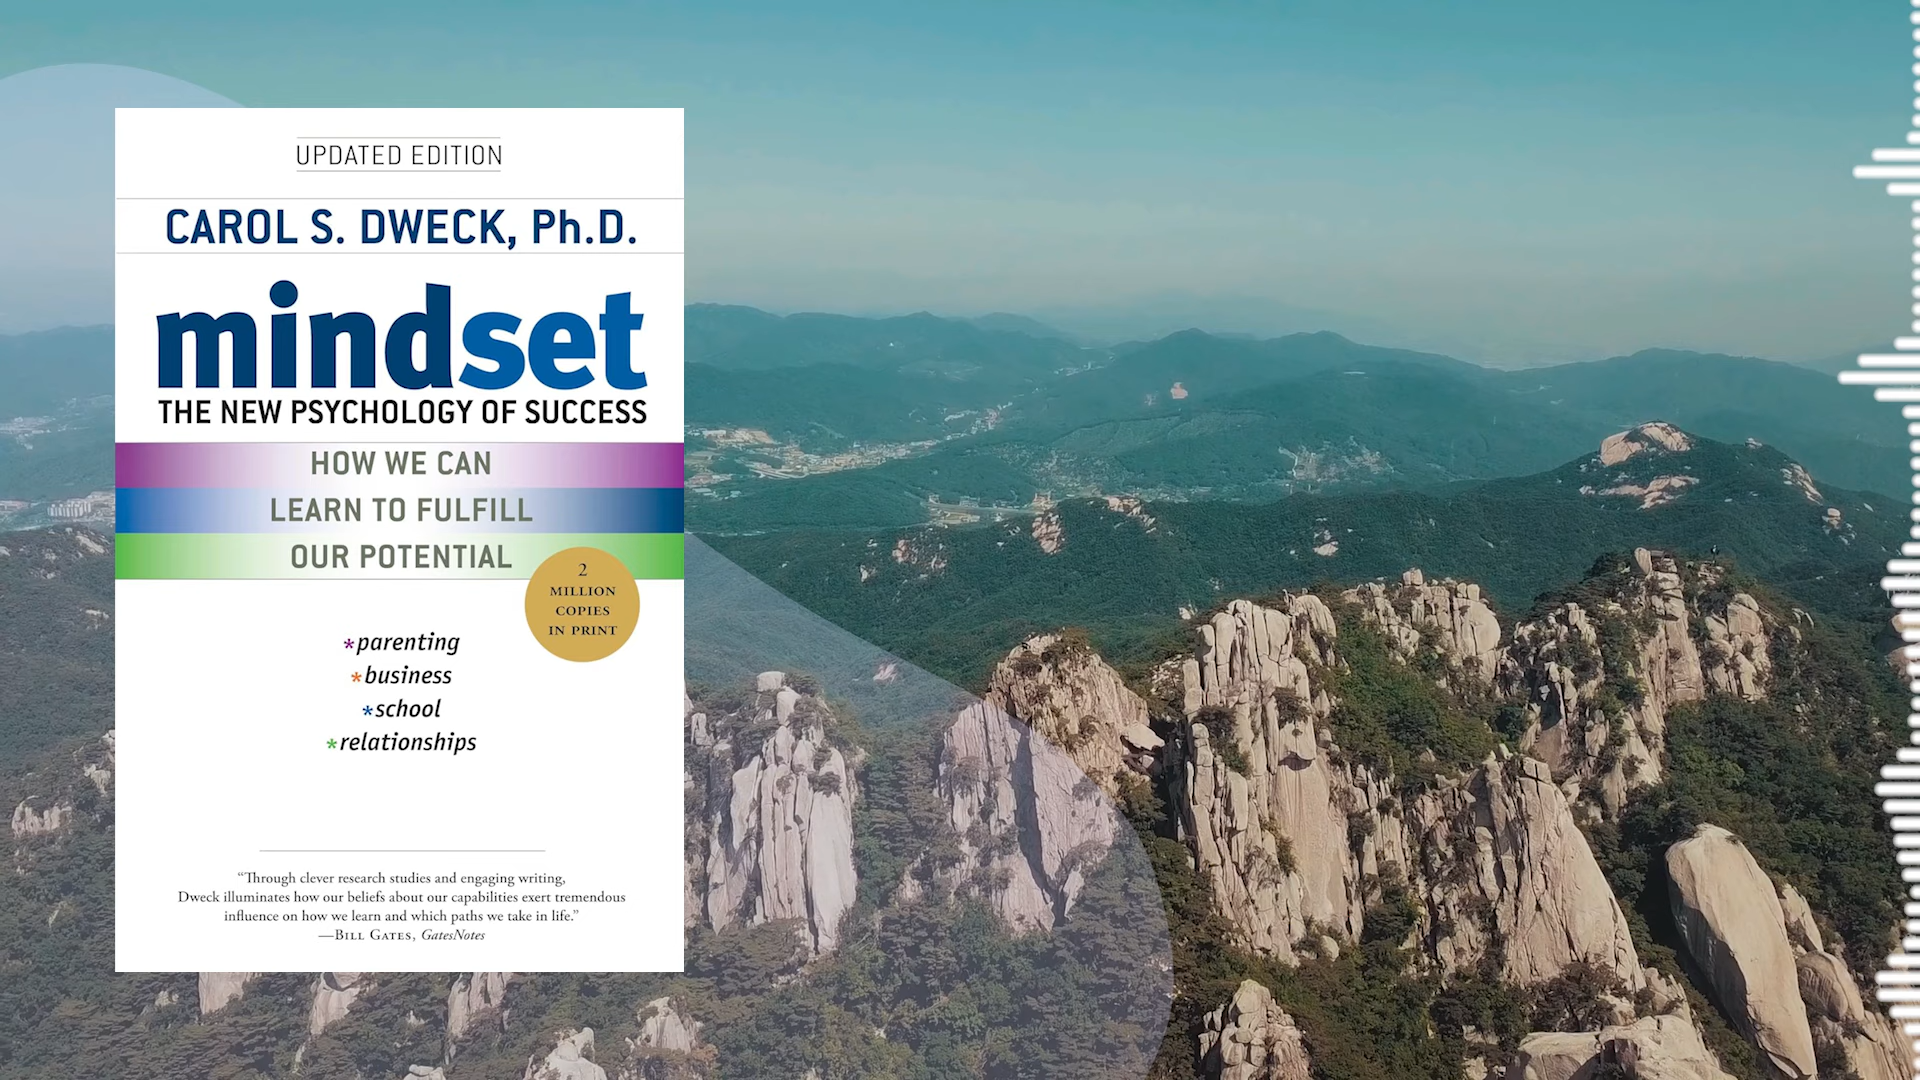 UPDATED EDITION
CAROL S. DWECK, Ph.D.
mindset
THE NEW PSYCHOLOGY OF SUCCESS
HOW WE CAN
LEARN TO FULFILL
OUR POTENTIAL
2
MILLION
COPIES
IN PRINT
*parenting
*business
*school
*relationships
“Through clever research studies and engaging writing,
Dweck illuminates how our beliefs about our capabilities exert tremendous
influence on how we learn and which paths we take in life.”
—BILL GATES, GatesNotes